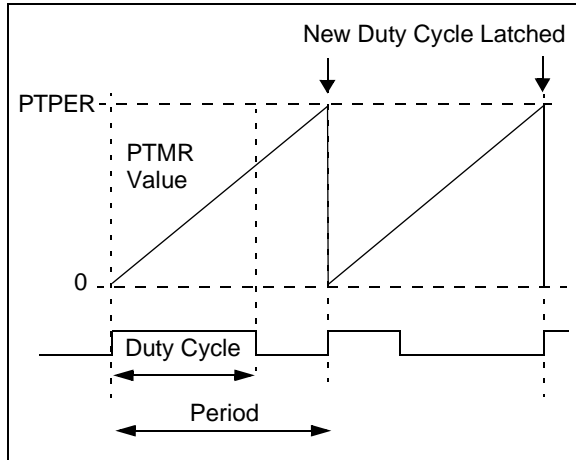 New Duty Cycle Latched
PTPER
PTMR
Value
0
Duty Cycle
Period